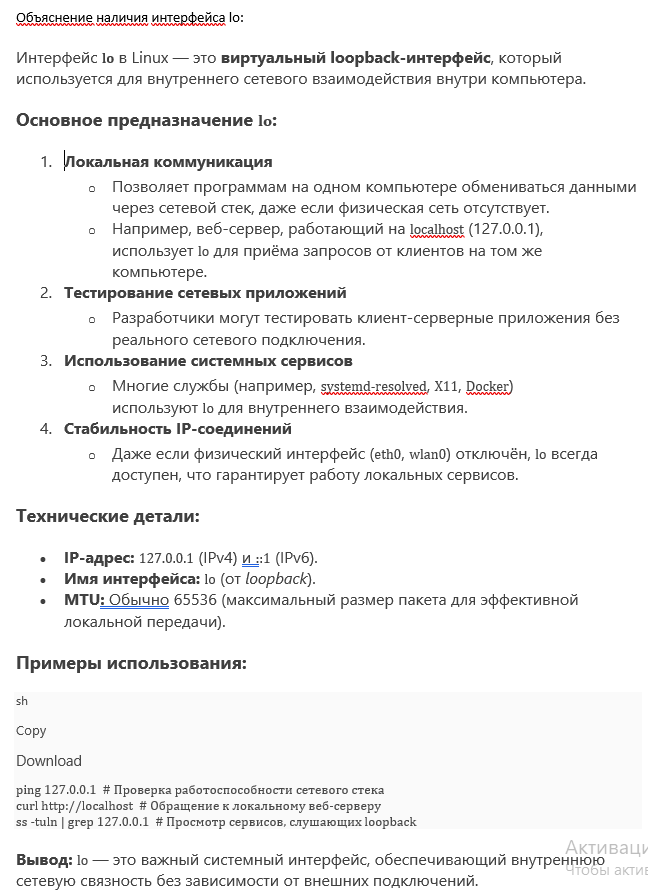 Объяснение наличия интерфейса lo:
Интерфейс lo в Linux — это виртуальный loopback-интерфейс, который
используется для внутреннего сетевого взаимодействия внутри компьютера.
Основное предназначение lo:
1. Локальная коммуникация
o Позволяет программам на одном компьютере обмениваться данными
через сетевой стек, даже если физическая сеть отсутствует.
o Например, веб-сервер, работающий на localhost (127.0.0.1),
использует lo для приёма запросов от клиентов на том же
компьютере.
2. Тестирование сетевых приложений
o Разработчики могут тестировать клиент-серверные приложения без
реального сетевого подключения.
3. Использование системных сервисов
o Многие службы (например, systemd-resolved, X11, Docker)
используют lo для внутреннего взаимодействия.
4. Стабильность IP-соединений
o Даже если физический интерфейс (eth0, wlan0) отключён, lo всегда
доступен, что гарантирует работу локальных сервисов.
Технические детали:
• IP-адрес: 127.0.0.1 (IPv4) и ::1 (IPv6).
• Имя интерфейса: lo (от loopback).
• MTU: Обычно 65536 (максимальный размер пакета для эффективной
локальной передачи).
Примеры использования:
sh
Copy
Download
ping 127.0.0.1 # Проверка работоспособности сетевого стека
curl http://localhost # Обращение к локальному веб-серверу
ss -tuln | grep 127.0.0.1 # Просмотр сервисов, слушающих loopback
Вывод: lo — это важный системный интерфейс, обеспечивающий внутреннюю
сетевую связность без зависимости от внешних подключений.
Активаци
Чтобы актив